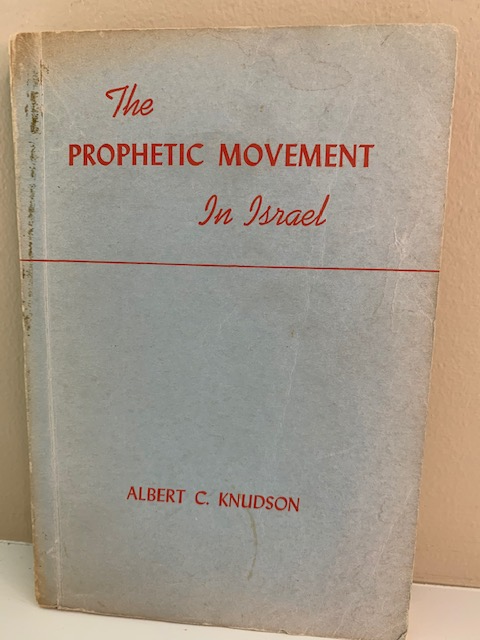 The
PROPHETIC MOVEMENT
In Israel
ALBERT C. KNUDSON